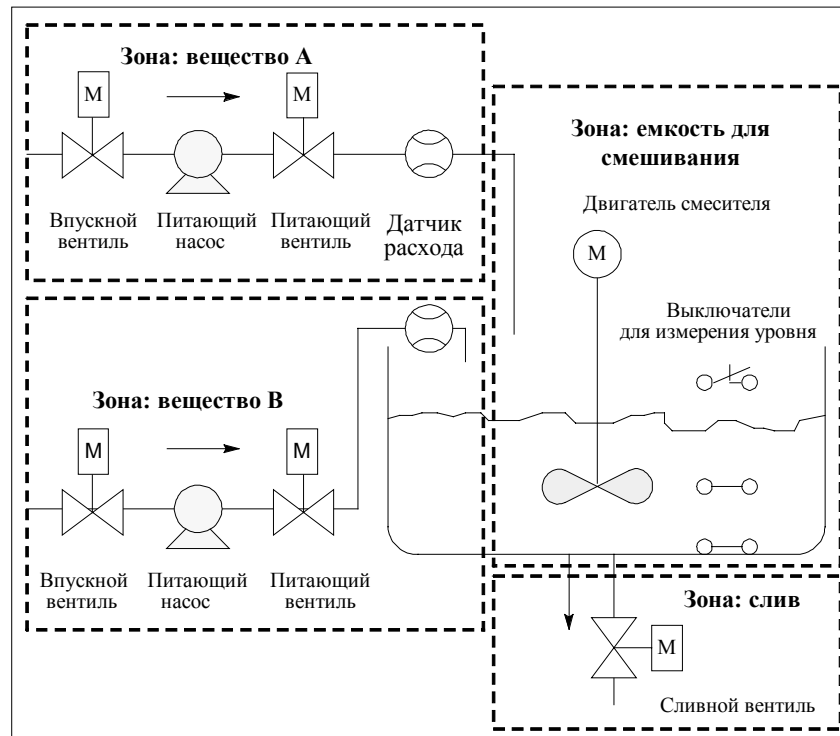 Зона: вещество A
M
M
Впускной
вентиль
Питающий
насос
Питающий
вентиль
Датчик
расхода
Зона: емкость для
смешивания
Двигатель смесителя
M
Выключатели
для измерения уровня
Зона: вещество B
M
M
Впускной
вентиль
Питающий
насос
Питающий
вентиль
Зона: слив
M
Сливной вентиль